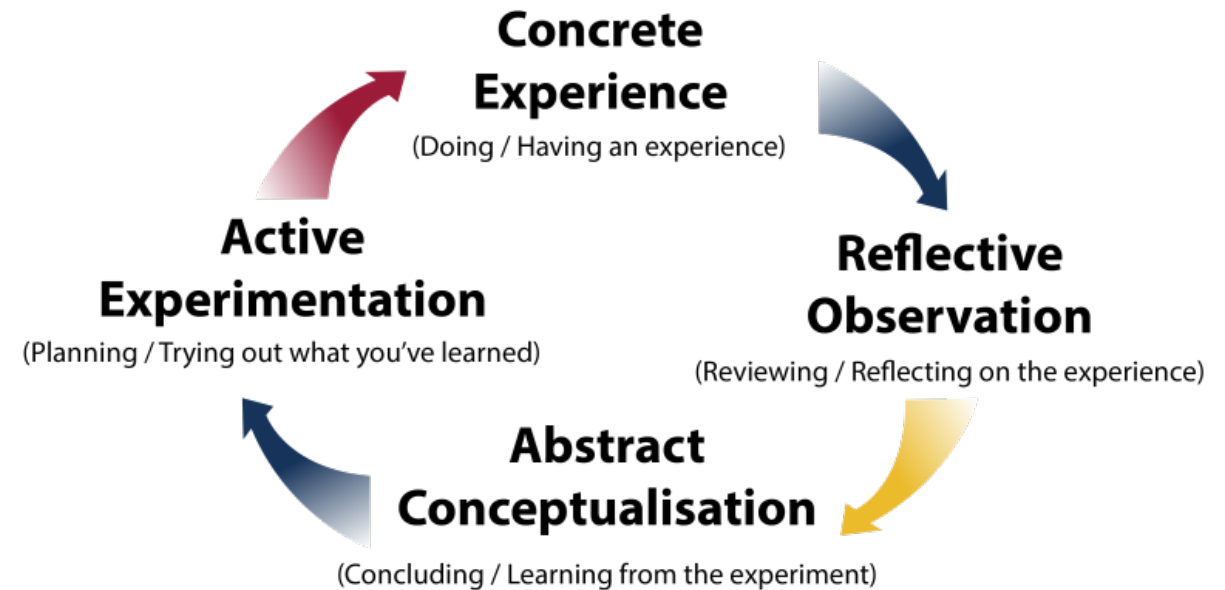 Concrete
Experience
(Doing / Having an experience)
Reflective
Observation
(Reviewing / Reflecting on the experience)
Abstract
Conceptualisation
(Concluding / Learning from the experiment)
Active
Experimentation
(Planning / Trying out what you’ve learned)